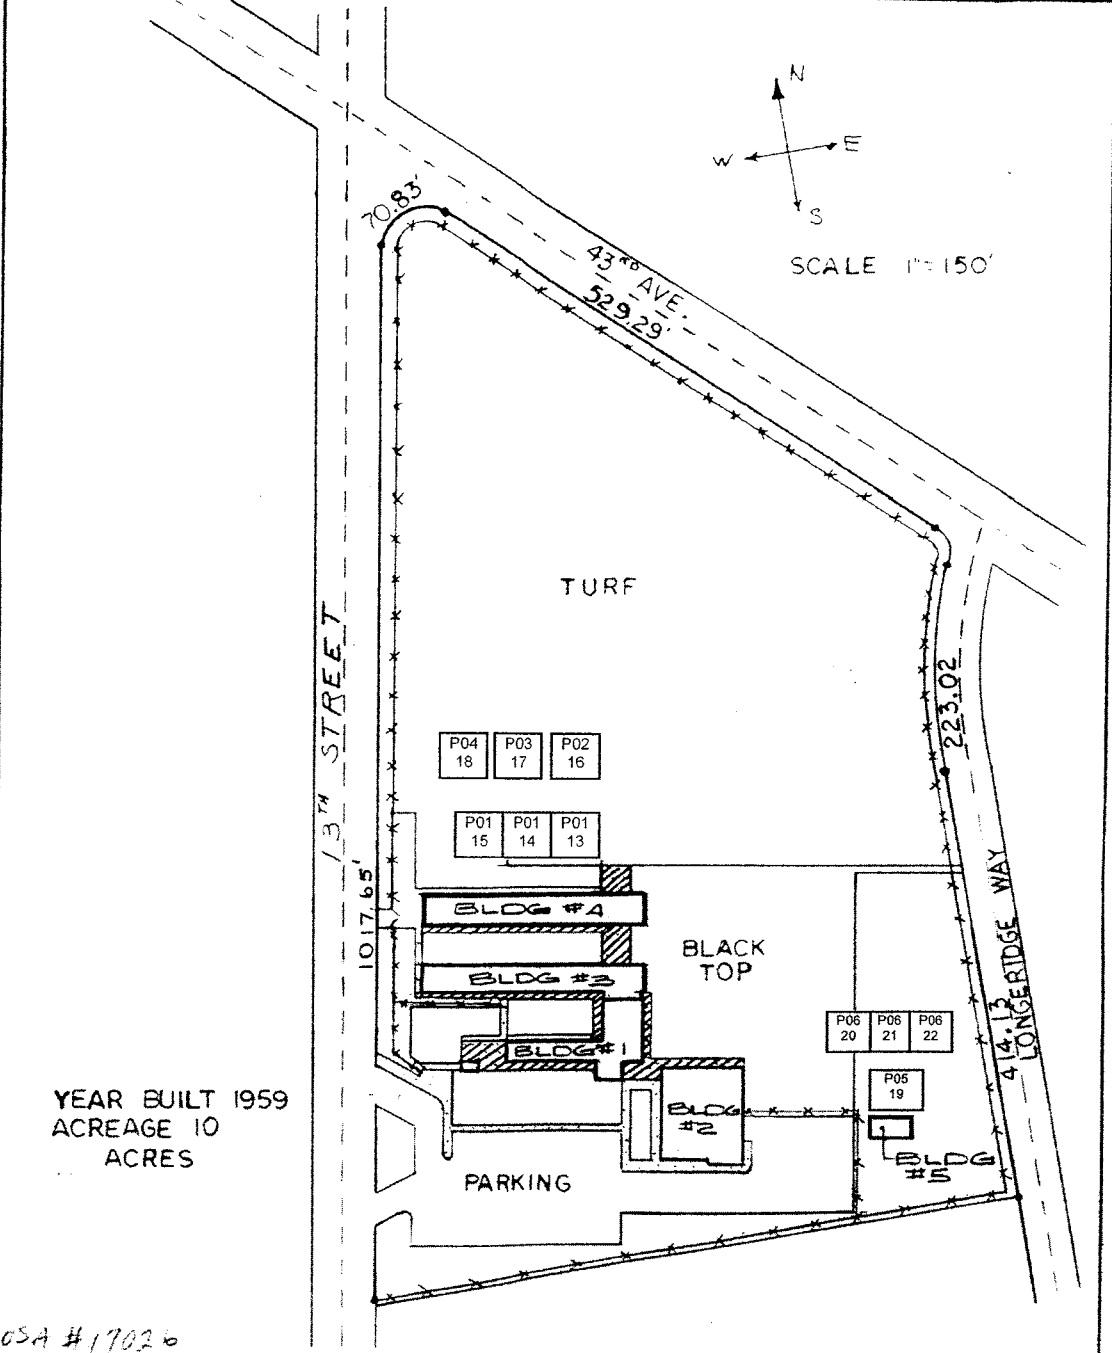 N
W
E
S
SCALE 1"=150'
70.83'
43RD AVE.
529.29'
TURF
13TH STREET
223.02
P04
18
P03
17
P02
16
P01
15
P01
14
P01
13
1017.65'
BLDG #4
BLDG #3
BLACK
TOP
BLDG #1
LONGERIDGE WAY
414.13
P06
20
P06
21
P06
22
P05
19
BLDG
#2
BLDG
#5
YEAR BUILT 1959
ACREAGE 10
ACRES
PARKING
OSA #17026